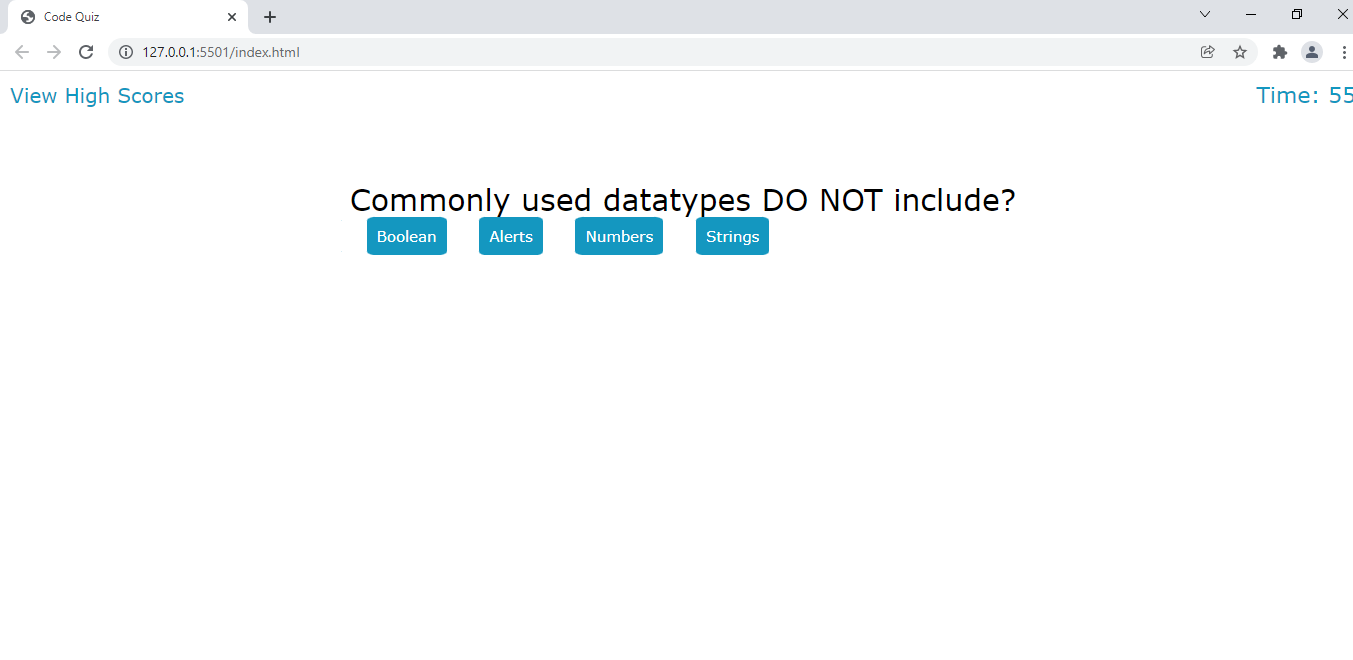 Code Quiz
127.0.0.1:5501/index.html
View High Scores Time: 55
Commonly used datatypes DO NOT include?
Boolean Alerts Numbers Strings